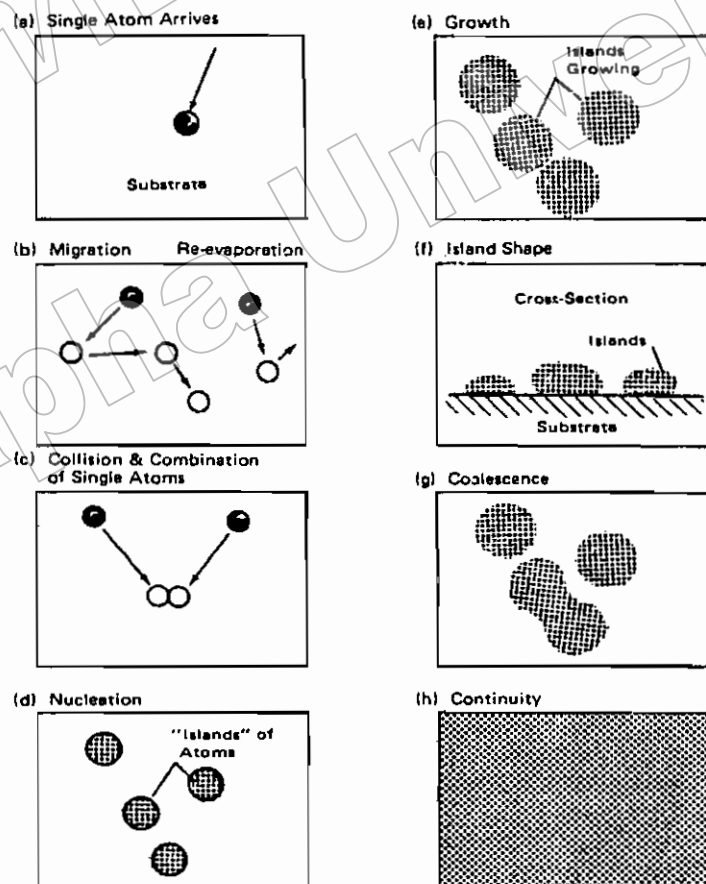 (a) Single Atom Arrives
Substrate
(b) Migration Re-evaporation
(c) Collision & Combination
of Single Atoms
(d) Nucleation
"Islands" of
Atoms
(e) Growth
Islands
Growing
(f) Island Shape
Cross-Section
Islands
Substrate
(g) Coalescence
(h) Continuity